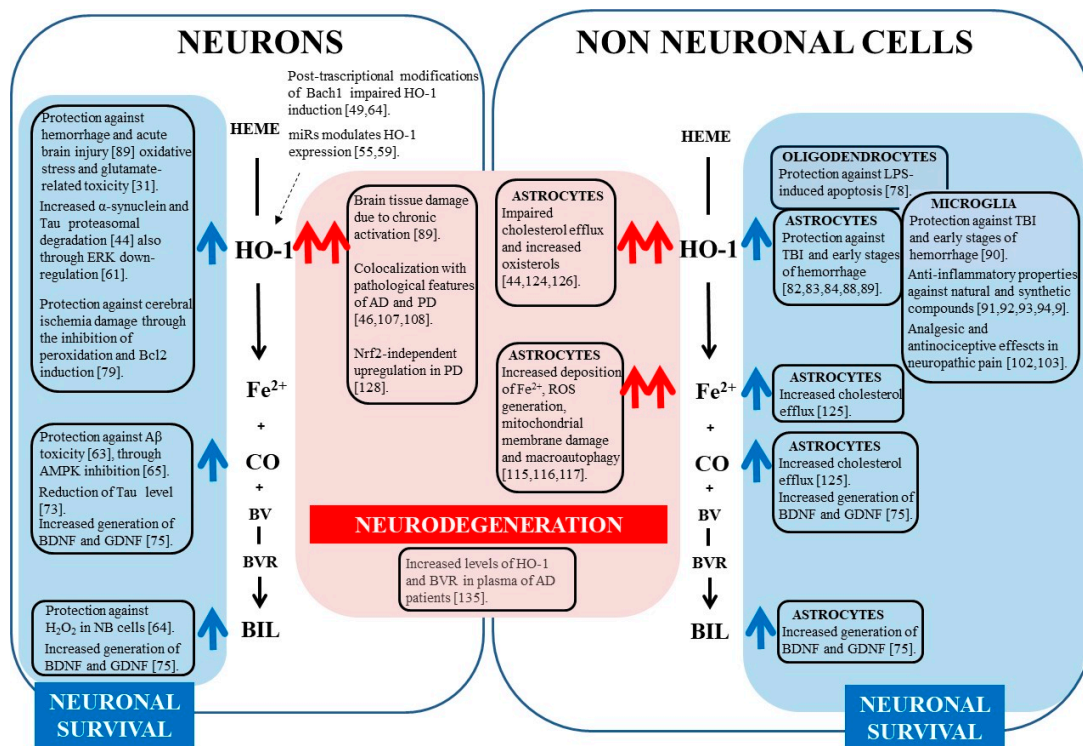 NEURONS
Post-trascriptional modifications
of Bach1 impaired HO-1
induction [49,64].
miRs modulates HO-1
expression [55,59].
Protection against
hemorrhage and acute
brain injury [89] oxidative
stress and glutamate-
related toxicity [31].
Increased α-synuclein and
Tau proteasomal
degradation [44] also
through ERK down-
regulation [61].
Protection against cerebral
ischemia damage through
the inhibition of
peroxidation and Bcl2
induction [79].
Protection against Aβ
toxicity [63], through
AMPK inhibition [65].
Reduction of Tau level
[73].
Increased generation of
BDNF and GDNF [75].
Protection against
H₂O₂ in NB cells [64].
Increased generation of
BDNF and GDNF [75].
NEURONAL
SURVIVAL
HEME
HO-1
Fe²⁺
+
CO
+
BV
BVR
BIL
Brain tissue damage
due to chronic
activation [89].
Colocalization with
pathological features
of AD and PD
[46,107,108].
Nrf2-independent
upregulation in PD
[128].
NEURODEGENERATION
Increased levels of HO-1
and BVR in plasma of AD
patients [135].
NON NEURONAL CELLS
ASTROCYTES
Impaired
cholesterol efflux
and increased
oxisterols
[44,124,126].
ASTROCYTES
Increased deposition
of Fe²⁺, ROS
generation,
mitochondrial
membrane damage
and macroautophagy
[115,116,117].
HEME
HO-1
Fe²⁺
+
CO
+
BV
BVR
BIL
OLIGODENDROCYTES
Protection against LPS-
induced apoptosis [78].
ASTROCYTES
Protection against
TBI and early stages
of hemorrhage
[82,83,84,88,89].
MICROGLIA
Protection against TBI
and early stages of
hemorrhage [90].
Anti-inflammatory properties
against natural and synthetic
compounds [91,92,93,94,9].
Analgesic and
antinociceptive effescts in
neuropathic pain [102,103].
ASTROCYTES
Increased cholesterol
efflux [125].
ASTROCYTES
Increased cholesterol
efflux [125].
Increased generation of
BDNF and GDNF [75].
ASTROCYTES
Increased generation of
BDNF and GDNF [75].
NEURONAL
SURVIVAL